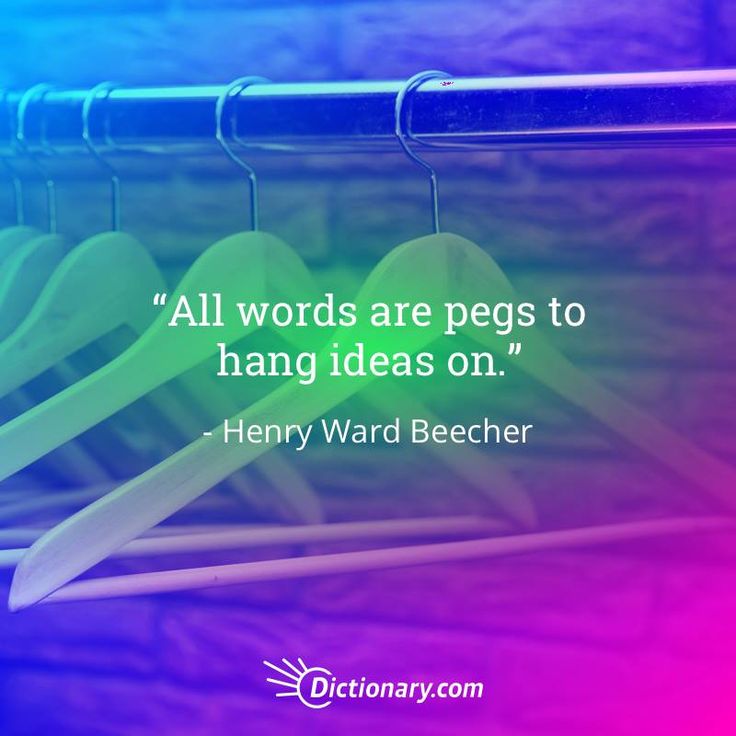 “All words are pegs to
hang ideas on.”
- Henry Ward Beecher
Dictionary.com